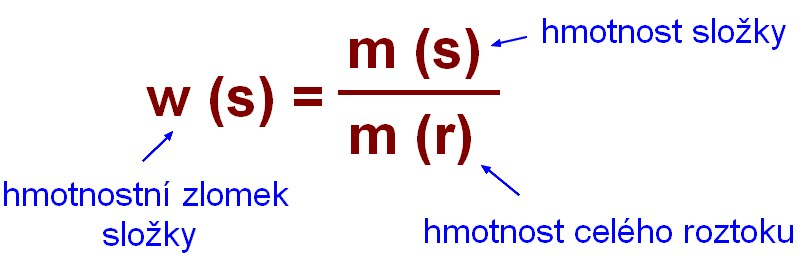 m (s)
hmotnost složky
w (s) =
m (r)
hmotnostní zlomek
složky
hmotnost celého roztoku